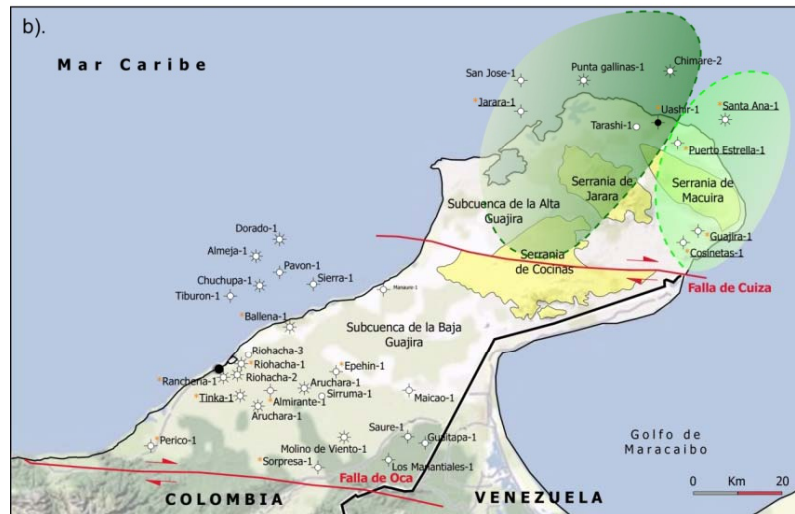 b).
Mar Caribe
San Jose-1
Punta gallinas-1
Chimare-2
Jarara-1
Uashir-1
Santa Ana-1
Tarashi-1
Puerto Estrella-1
Serrania de
Jarara
Serrania de
Macuira
Subcuenca de la Alta
Guajira
Guajira-1
Cosinetas-1
Serrania
de Cocinas
Falla de Cuiza
Dorado-1
Almeja-1
Pavon-1
Chuchupa-1
Sierra-1
Tiburon-1
Manaure-1
Ballena-1
Subcuenca de la Baja
Guajira
Riohacha-3
Riohacha-1
Epehin-1
Rancheria-1
Riohacha-2
Aruchara-1
Maicao-1
Tinka-1
Almirante-1
Sirruma-1
Aruchara-1
Perico-1
Saure-1
Guaitapa-1
Molino de Viento-1
Sorpresa-1
Los Manantiales-1
Falla de Oca
Golfo de
Maracaibo
COLOMBIA
VENEZUELA
0 Km 20